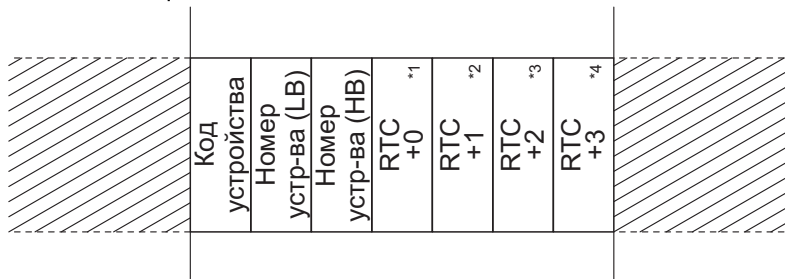 Код
устройства
Номер
устр-ва (LB)
Номер
устр-ва (HB)
RTC
+0 *1
RTC
+1 *2
RTC
+2 *3
RTC
+3 *4